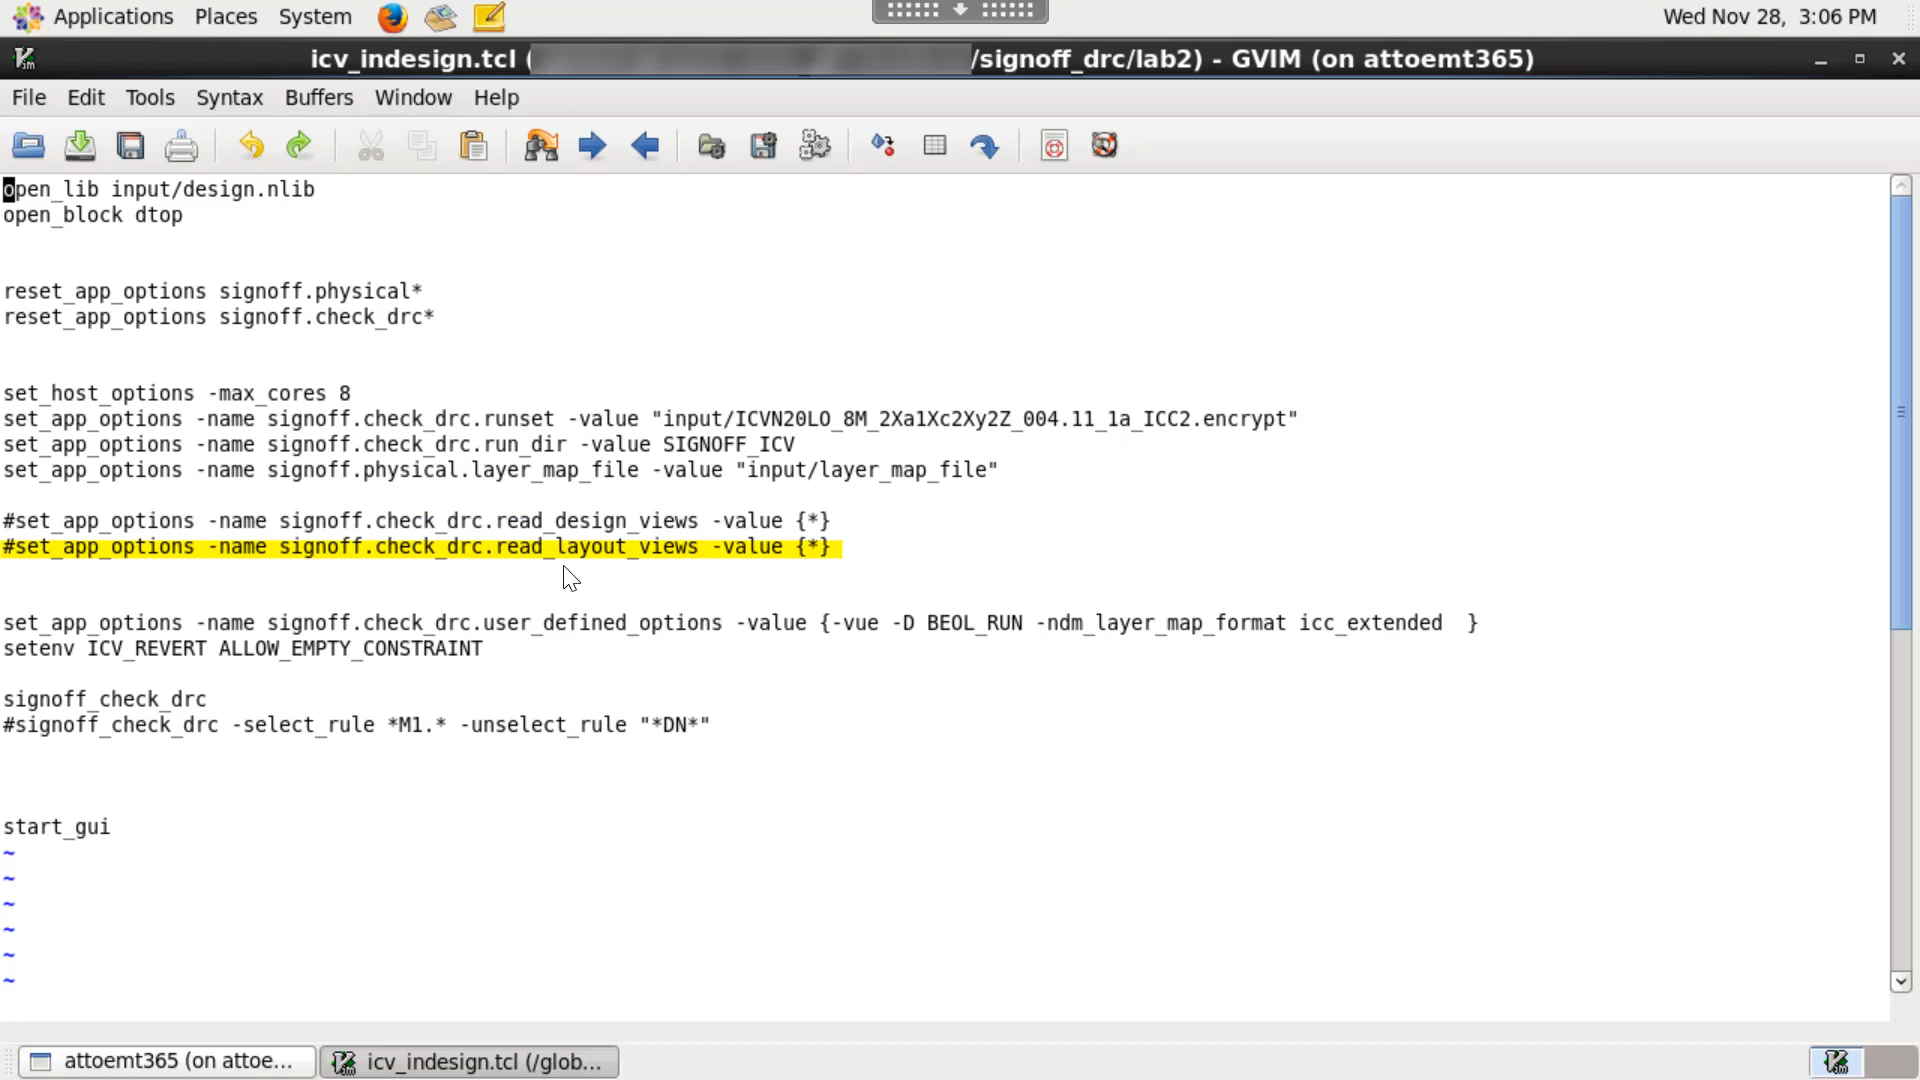 Applications Places System Wed Nov 28, 3:06 PM
icv_indesign.tcl ( /signoff_drc/lab2) - GVIM (on attoemt365)
File Edit Tools Syntax Buffers Window Help
open_lib input/design.nlib
open_block dtop
reset_app_options signoff.physical*
reset_app_options signoff.check_drc*
set_host_options -max_cores 8
set_app_options -name signoff.check_drc.runset -value "input/ICVN20LO_8M_2Xa1Xc2Xy2Z_004.11_1a_ICC2.encrypt"
set_app_options -name signoff.check_drc.run_dir -value SIGNOFF_ICV
set_app_options -name signoff.physical.layer_map_file -value "input/layer_map_file"
#set_app_options -name signoff.check_drc.read_design_views -value {*}
#set_app_options -name signoff.check_drc.read_layout_views -value {*}
set_app_options -name signoff.check_drc.user_defined_options -value {-vue -D BEOL_RUN -ndm_layer_map_format icc_extended  }
setenv ICV_REVERT ALLOW_EMPTY_CONSTRAINT
signoff_check_drc
#signoff_check_drc -select_rule *M1.* -unselect_rule "*DN*"
start_gui
~
~
~
~
~
~
attoemt365 (on attoe... icv_indesign.tcl (/glob...